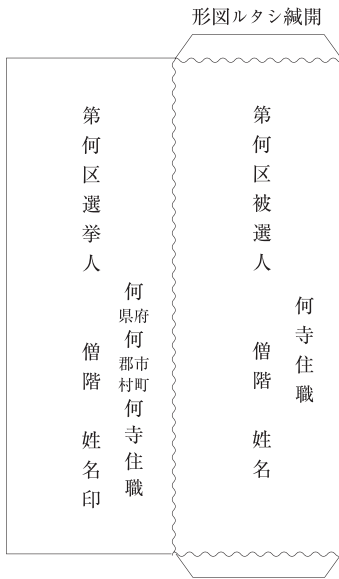 開緘シタル図形
何寺住職
第何区被選人　僧階　姓名
何府県何市町郡村何寺住職
第何区選挙人　僧階　姓名印